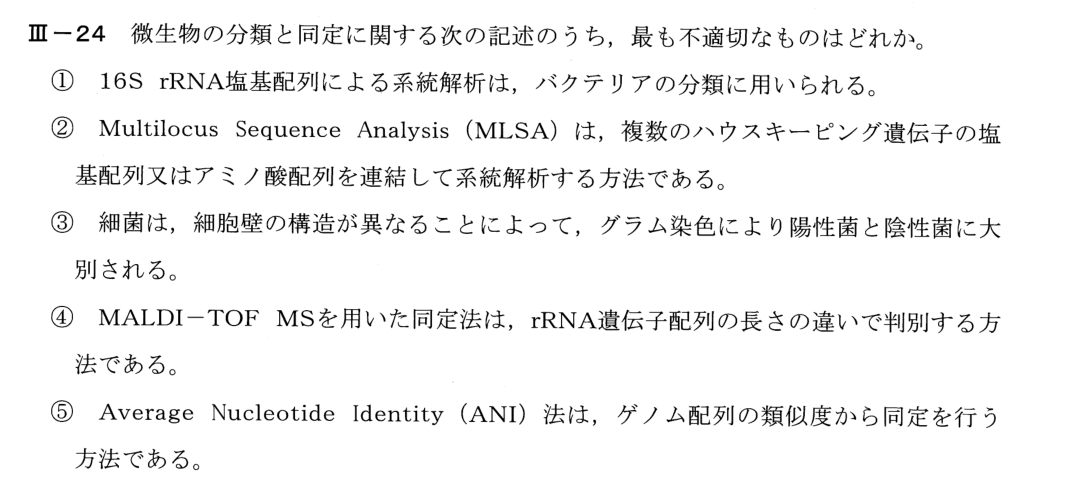 Ⅲ－24　微生物の分類と同定に関する次の記述のうち，最も不適切なものはどれか。
①　16S rRNA塩基配列による系統解析は，バクテリアの分類に用いられる。
②　Multilocus Sequence Analysis（MLSA）は，複数のハウスキーピング遺伝子の塩
基配列又はアミノ酸配列を連結して系統解析する方法である。
③　細菌は，細胞壁の構造が異なることによって，グラム染色により陽性菌と陰性菌に大
別される。
④　MALDI－TOF MSを用いた同定法は，rRNA遺伝子配列の長さの違いで判別する方
法である。
⑤　Average Nucleotide Identity（ANI）法は，ゲノム配列の類似度から同定を行う
方法である。